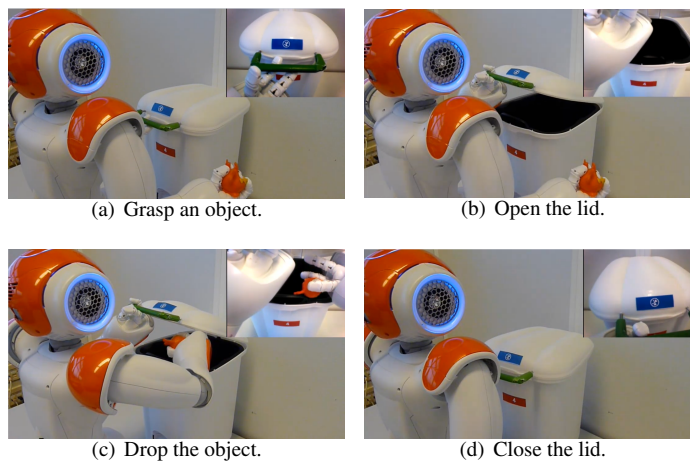 (a) Grasp an object.
(b) Open the lid.
(c) Drop the object.
(d) Close the lid.